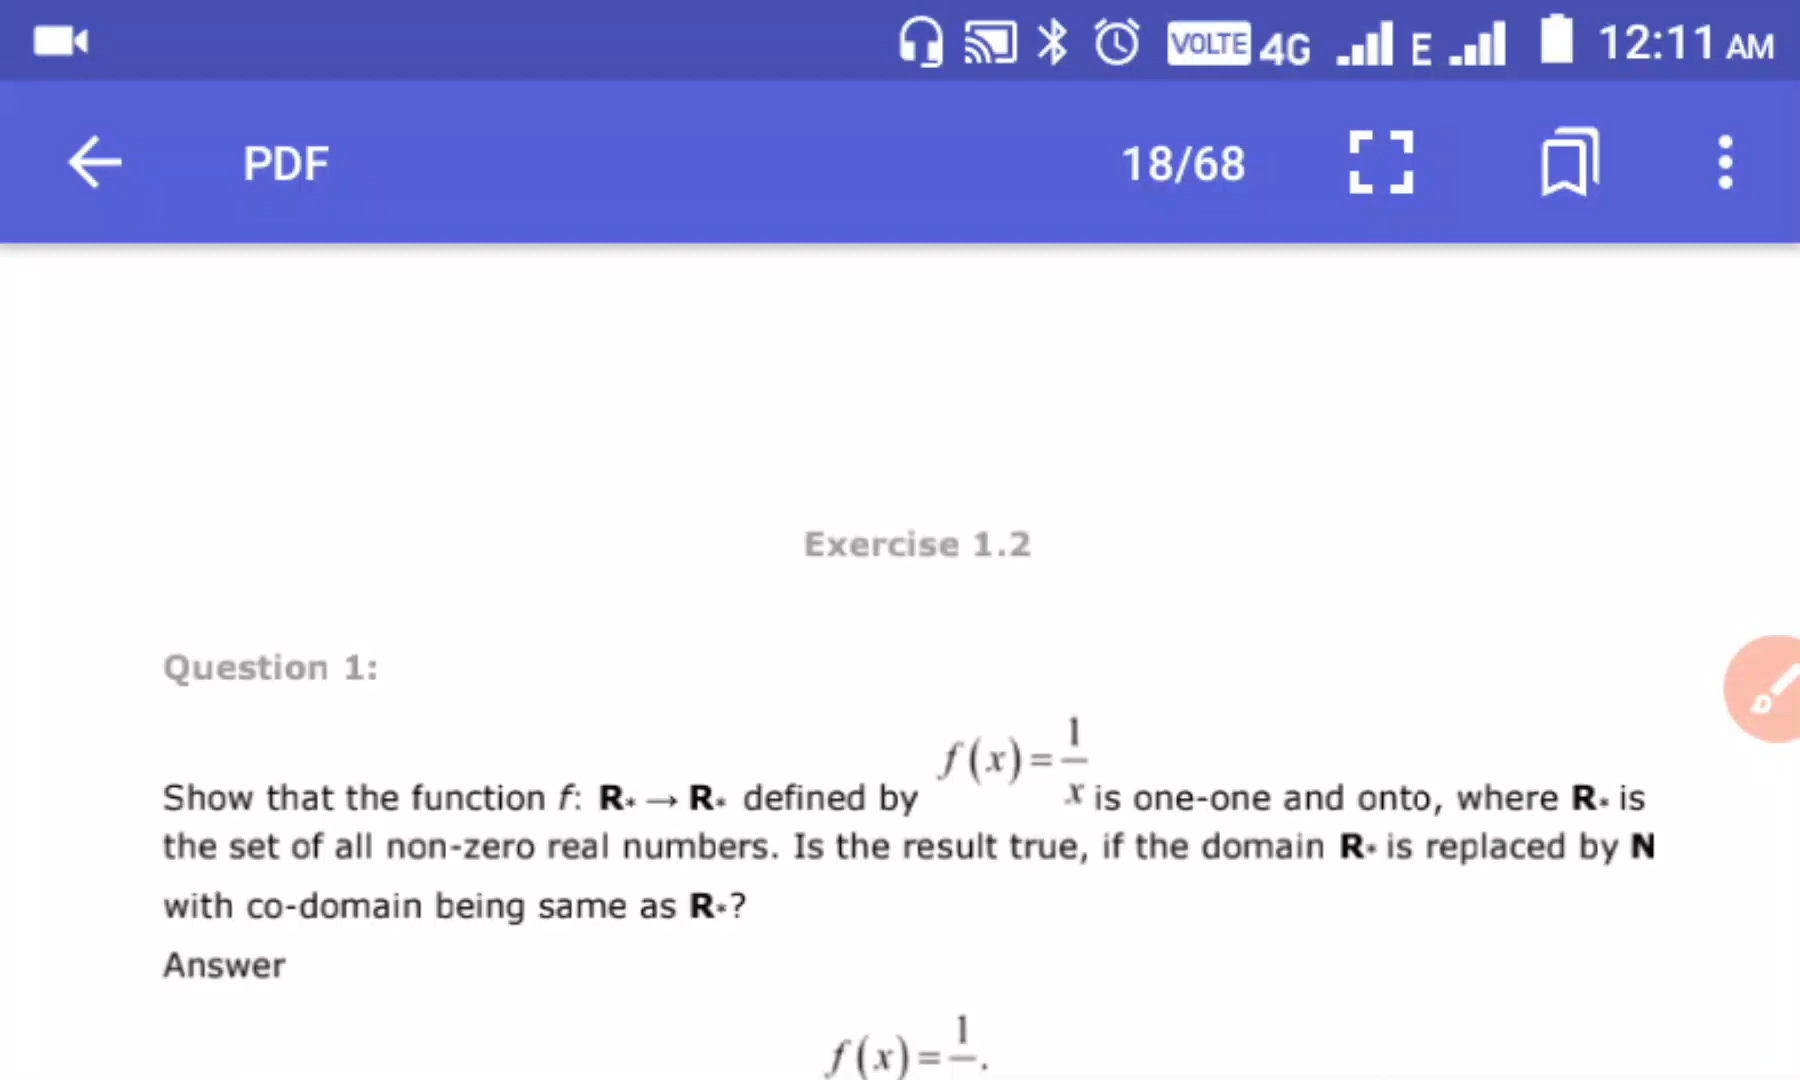 VOLTE 4G E 12:11 AM
PDF 18/68
Exercise 1.2
Question 1:
Show that the function f: R* → R* defined by f(x) = 1/x is one-one and onto, where R* is
the set of all non-zero real numbers. Is the result true, if the domain R* is replaced by N
with co-domain being same as R*?
Answer
f(x) = 1/